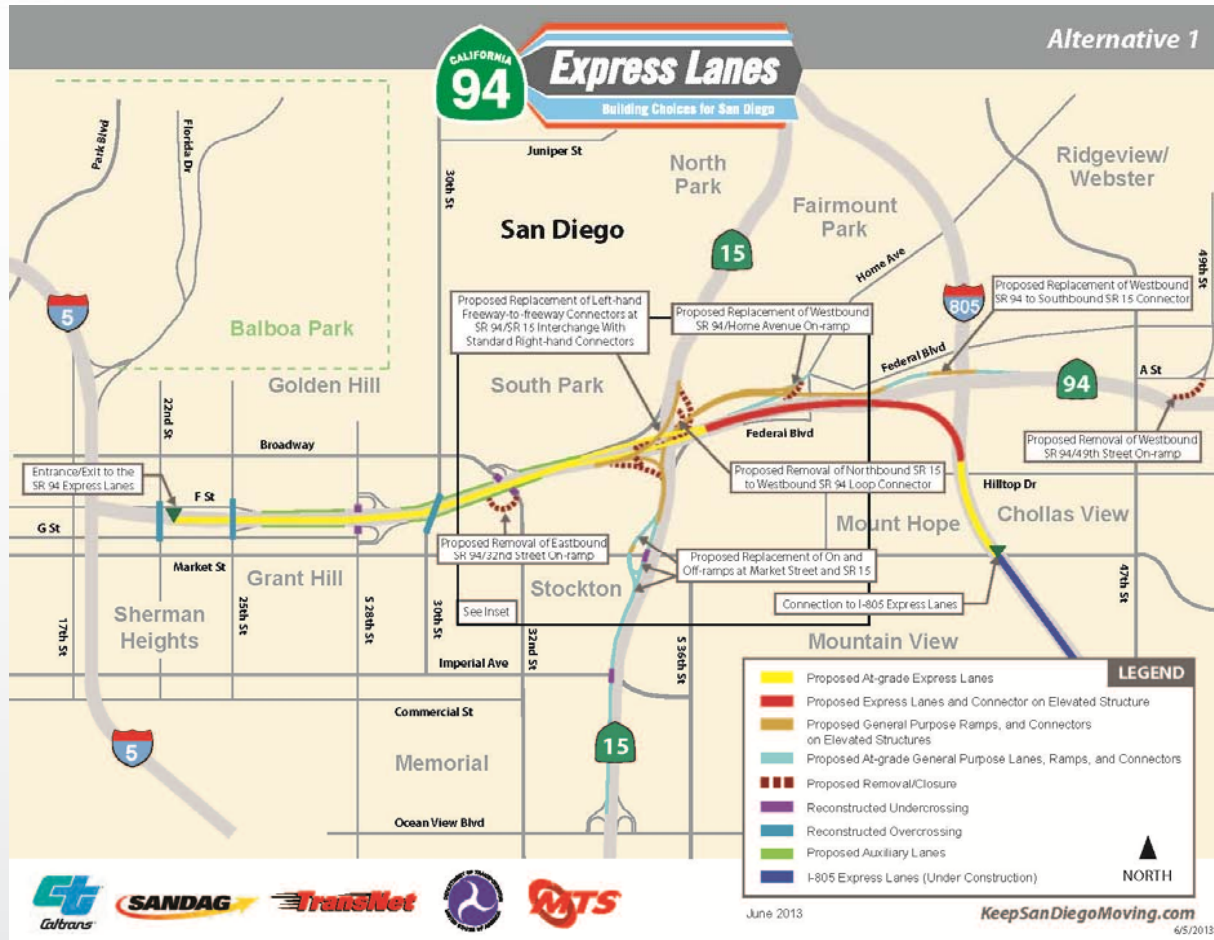 Alternative 1
CALIFORNIA
94
Express Lanes
Building Choices for San Diego
Park Blvd
Florida Dr
30th St
Juniper St
North
Park
Ridgeview/
Webster
San Diego
Fairmount
Park
15
Home Ave
49th St
5
805
Balboa Park
Proposed Replacement of Left-hand
Freeway-to-freeway Connectors at
SR 94/SR 15 Interchange With
Standard Right-hand Connectors
Proposed Replacement of Westbound
SR 94/Home Avenue On-ramp
Proposed Replacement of Westbound
SR 94 to Southbound SR 15 Connector
Federal Blvd
A St
94
Golden Hill
South Park
22nd St
Broadway
Federal Blvd
Proposed Removal of Westbound
SR 94/49th Street On-ramp
Entrance/Exit to the
SR 94 Express Lanes
Proposed Removal of Northbound SR 15
to Westbound SR 94 Loop Connector
Hilltop Dr
F St
G St
Mount Hope
Chollas View
Proposed Removal of Eastbound
SR 94/32nd Street On-ramp
Proposed Replacement of On and
Off-ramps at Market Street and SR 15
Market St
Grant Hill
Stockton
47th St
Connection to I-805 Express Lanes
See Inset
Sherman
Heights
17th St
25th St
S 28th St
30th St
32nd St
S 36th St
Mountain View
Imperial Ave
Commercial St
5
15
Memorial
Ocean View Blvd
LEGEND
Proposed At-grade Express Lanes
Proposed Express Lanes and Connector on Elevated Structure
Proposed General Purpose Ramps, and Connectors
on Elevated Structures
Proposed At-grade General Purpose Lanes, Ramps, and Connectors
Proposed Removal/Closure
Reconstructed Undercrossing
Reconstructed Overcrossing
Proposed Auxiliary Lanes
I-805 Express Lanes (Under Construction)
NORTH
Caltrans
SANDAG
TransNet
MTS
June 2013
KeepSanDiegoMoving.com
6/5/2013